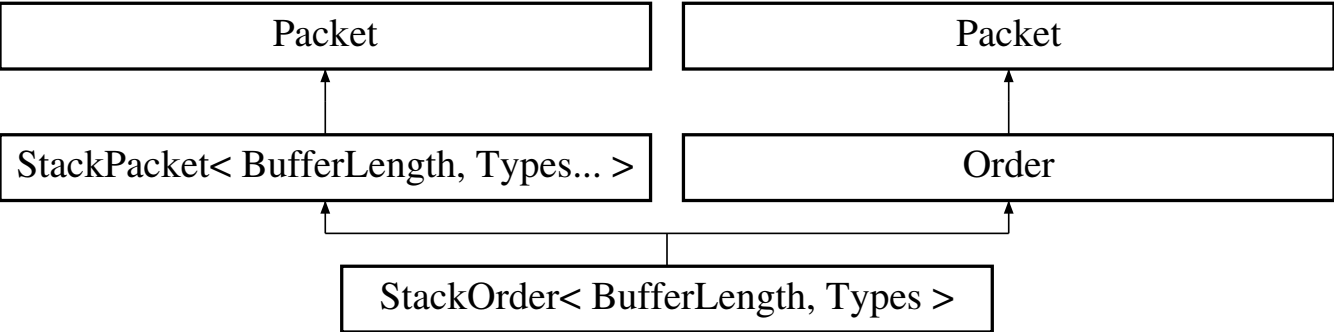 Packet
Packet
StackPacket< BufferLength, Types... >
Order
StackOrder< BufferLength, Types >